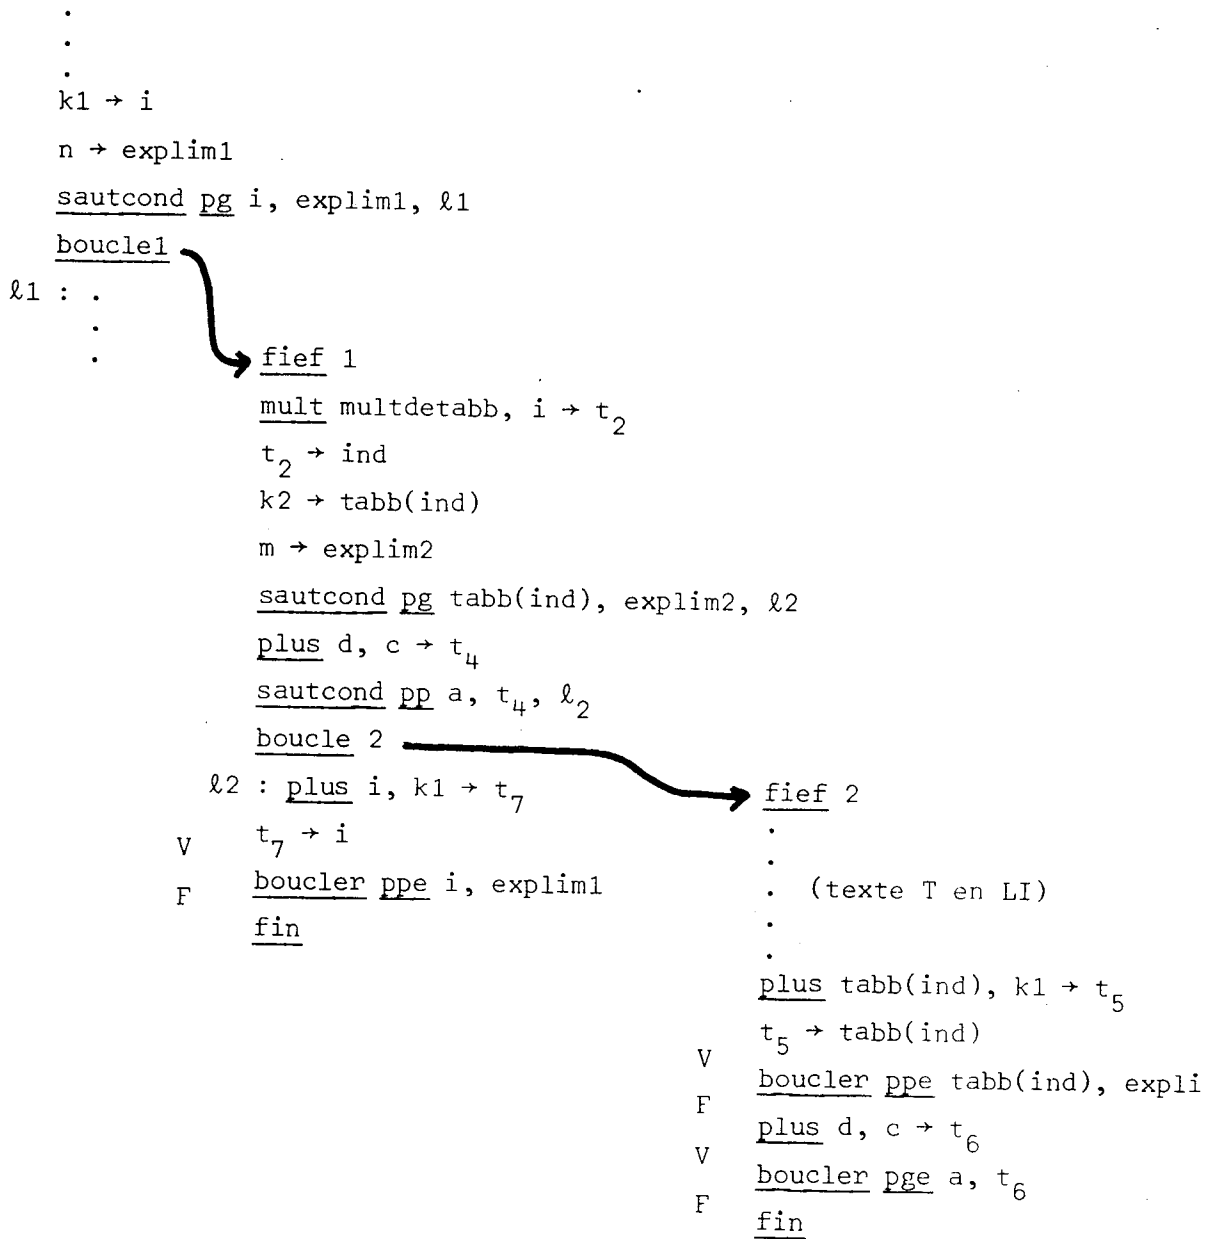 .
.
.
k1 → i
n → explim1
sautcond pg i, explim1, ℓ1
boucle1
ℓ1 : .
.
.
fief 1
mult multdetabb, i → t₂
t₂ → ind
k2 → tabb(ind)
m → explim2
sautcond pg tabb(ind), explim2, ℓ2
plus d, c → t₄
sautcond pp a, t₄, ℓ₂
boucle 2
ℓ2 : plus i, k1 → t₇
V t₇ → i
F boucler ppe i, explim1
fin
fief 2
.
.
. (texte T en LI)
.
.
plus tabb(ind), k1 → t₅
t₅ → tabb(ind)
V
boucler ppe tabb(ind), expli
F
plus d, c → t₆
V
boucler pge a, t₆
F
fin